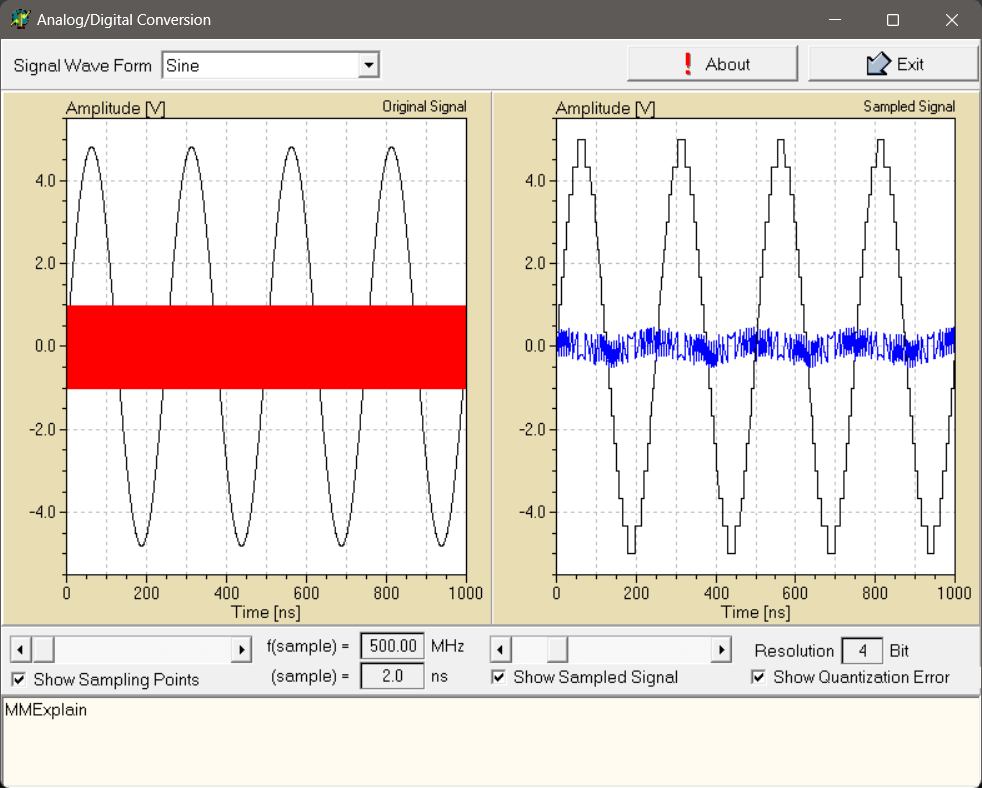 Analog/Digital Conversion
Signal Wave Form Sine About Exit
Amplitude [V] Original Signal
4.0
2.0
0.0
-2.0
-4.0
0 200 400 600 800 1000
Time [ns]
Amplitude [V] Sampled Signal
4.0
2.0
0.0
-2.0
-4.0
0 200 400 600 800 1000
Time [ns]
f(sample) = 500.00 MHz
Show Sampling Points (sample) = 2.0 ns
Resolution 4 Bit
Show Sampled Signal Show Quantization Error
MMExplain